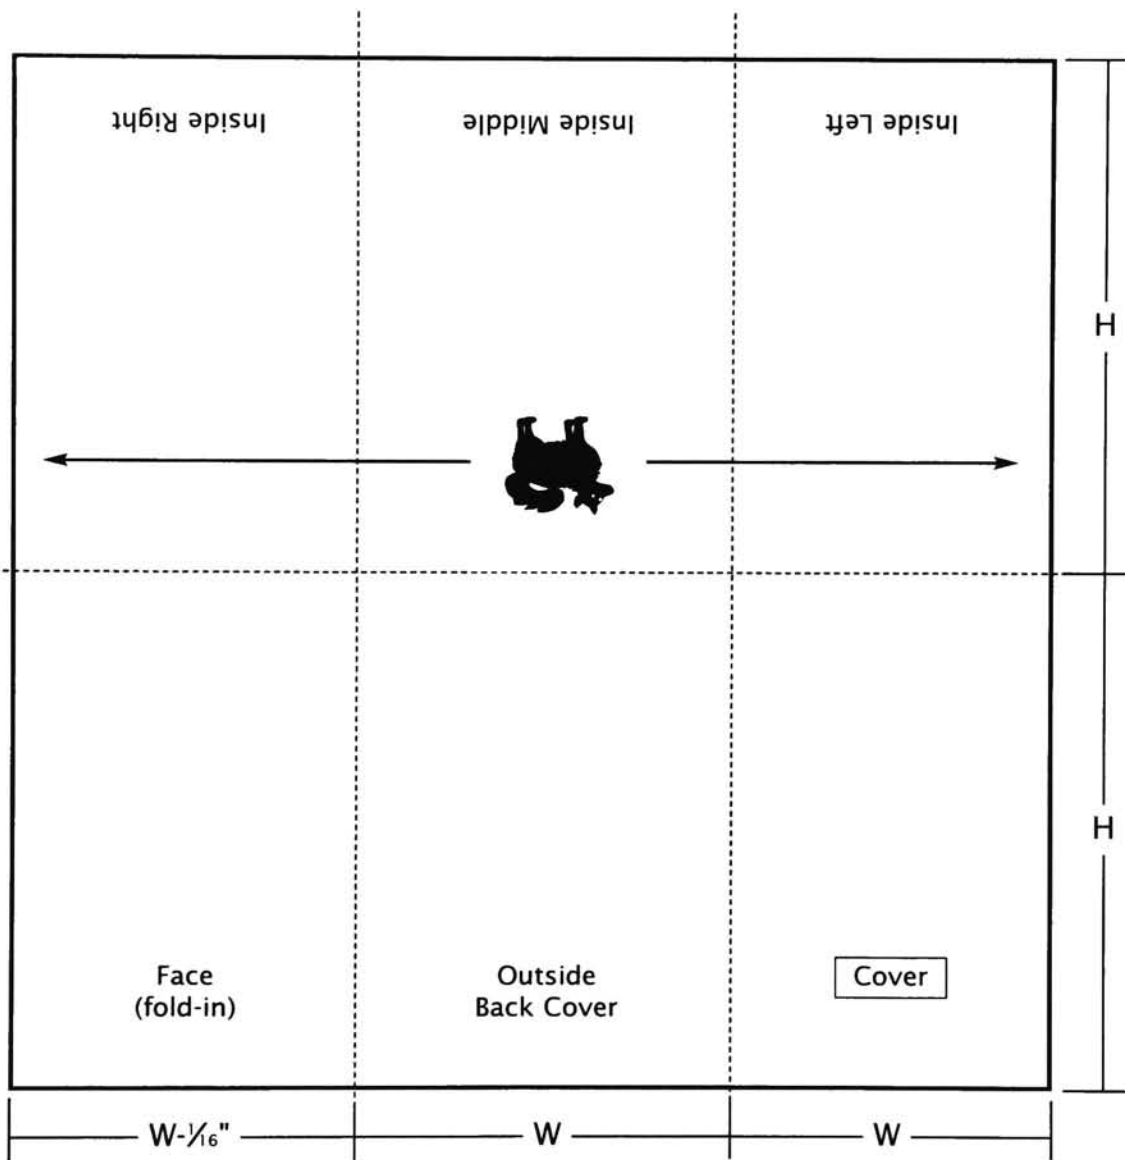 Inside Right
Inside Middle
Inside Left
H
H
Face
(fold-in)
Outside
Back Cover
Cover
W-1⁄16"
W
W